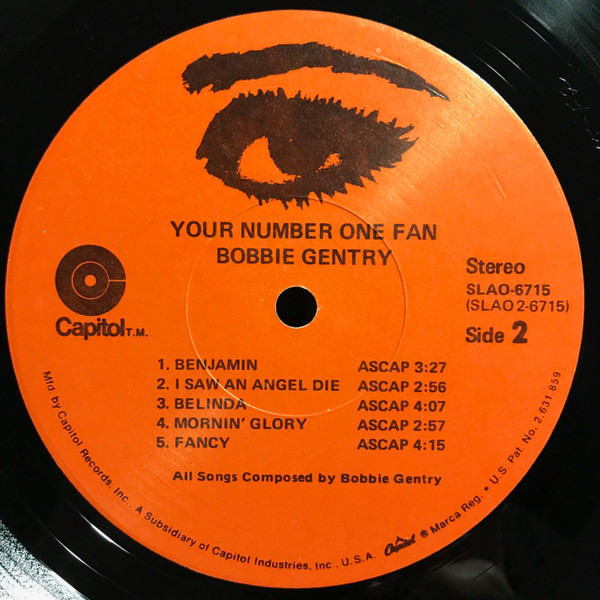 YOUR NUMBER ONE FAN
BOBBIE GENTRY
Capitol T.M.
Stereo
SLAO-6715
(SLAO 2-6715)
Side 2
1. BENJAMIN ASCAP 3:27
2. I SAW AN ANGEL DIE ASCAP 2:56
3. BELINDA ASCAP 4:07
4. MORNIN' GLORY ASCAP 2:57
5. FANCY ASCAP 4:15
All Songs Composed by Bobbie Gentry
Mfd by Capitol Records, Inc., A Subsidiary of Capitol Industries, Inc., U.S.A. Capitol ® Marca Reg. • U.S. Pat. No. 2,631,859